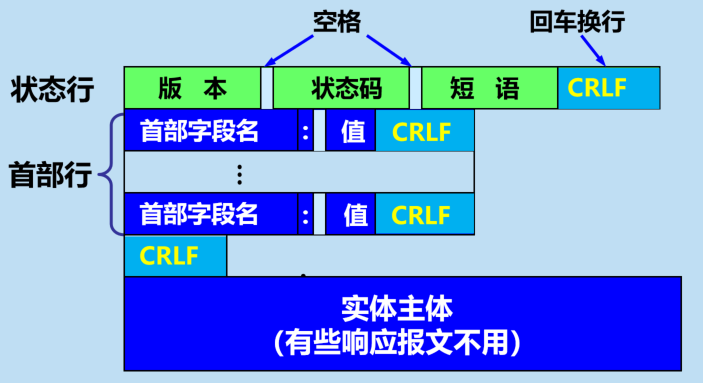 空格 回车换行
状态行 版 本 状态码 短 语 CRLF
首部字段名 : 值 CRLF
首部行 ⋮
首部字段名 : 值 CRLF
CRLF
实体主体
(有些响应报文不用)